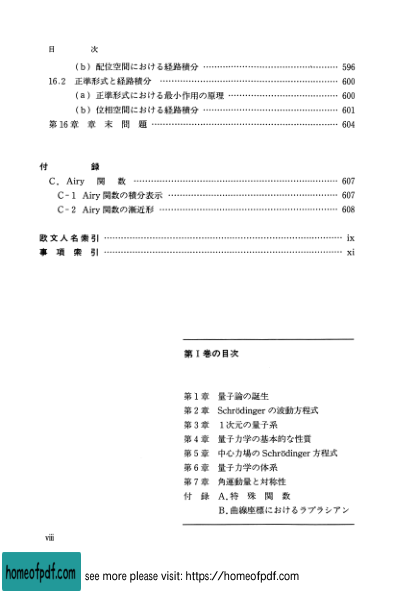 目　　　次
（b）配位空間における経路積分 …………………………………… 596
16.2　正準形式と経路積分 …………………………………… 600
（a）正準形式における最小作用の原理 …………………………………… 600
（b）位相空間における経路積分 …………………………………… 601
第16章　章　末　問　題 …………………………………… 604
付　　　録
C．Airy　関　数 …………………………………… 607
C-1　Airy関数の積分表示 …………………………………… 607
C-2　Airy関数の漸近形 …………………………………… 608
欧文人名索引 …………………………………… ix
事　項　索　引 …………………………………… xi
第Ⅰ巻の目次
第1章　量子論の誕生
第2章　Schrödinger の波動方程式
第3章　1次元の量子系
第4章　量子力学の基本的な性質
第5章　中心力場の Schrödinger 方程式
第6章　量子力学の体系
第7章　角運動量と対称性
付　録　A．特　殊　関　数
B．曲線座標におけるラプラシアン
viii
homeofpdf.com see more please visit: https://homeofpdf.com